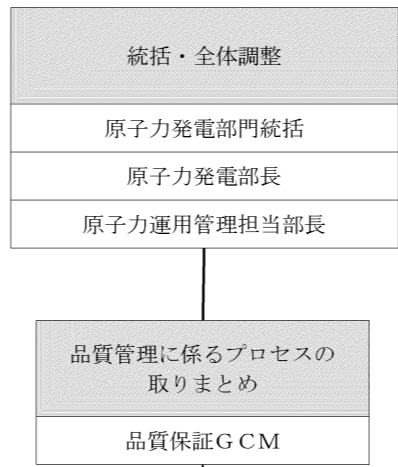 統括・全体調整
原子力発電部門統括
原子力発電部長
原子力運用管理担当部長
品質管理に係るプロセスの
取りまとめ
品質保証ＧＣＭ